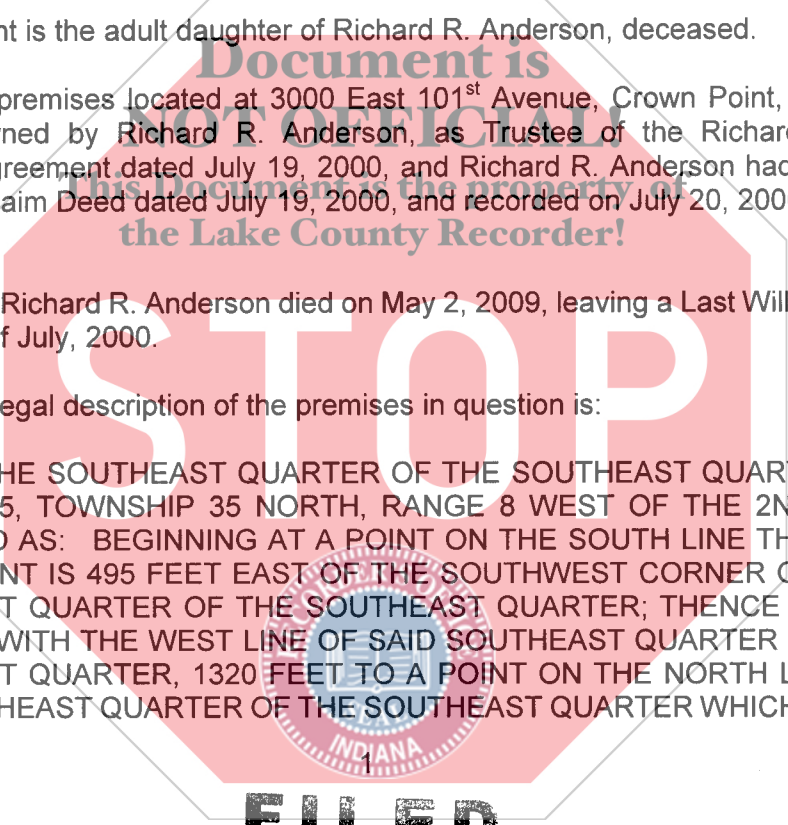 nt is the adult daughter of Richard R. Anderson, deceased.
Document is
premises located at 3000 East 101st Avenue, Crown Point,
NOT OFFICIAL!
ned by Richard R. Anderson, as Trustee of the Richar
greement dated July 19, 2000, and Richard R. Anderson had
This Document is the property of
aim Deed dated July 19, 2000, and recorded on July 20, 200
the Lake County Recorder!
Richard R. Anderson died on May 2, 2009, leaving a Last Will
f July, 2000.
STOP
egal description of the premises in question is:
HE SOUTHEAST QUARTER OF THE SOUTHEAST QUAR
5, TOWNSHIP 35 NORTH, RANGE 8 WEST OF THE 2N
D AS: BEGINNING AT A POINT ON THE SOUTH LINE TH
NT IS 495 FEET EAST OF THE SOUTHWEST CORNER O
T QUARTER OF THE SOUTHEAST QUARTER; THENCE
WITH THE WEST LINE OF SAID SOUTHEAST QUARTER
T QUARTER, 1320 FEET TO A POINT ON THE NORTH L
HEAST QUARTER OF THE SOUTHEAST QUARTER WHICH
INDIANA
1
FILED